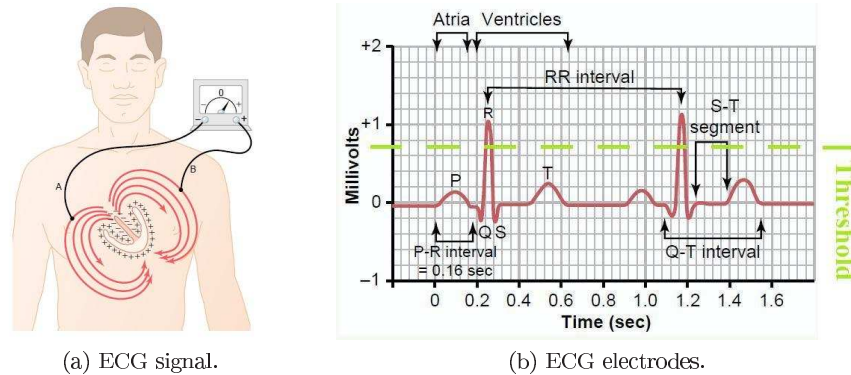 0
−
+
−
+
A
B
(a) ECG signal.
Atria
Ventricles
+2
RR interval
R
S-T
segment
+1
Millivolts
P
T
0
Q S
P-R interval
= 0.16 sec
Q-T interval
−1
0 0.2 0.4 0.6 0.8 1.0 1.2 1.4 1.6
Time (sec)
Threshold
(b) ECG electrodes.